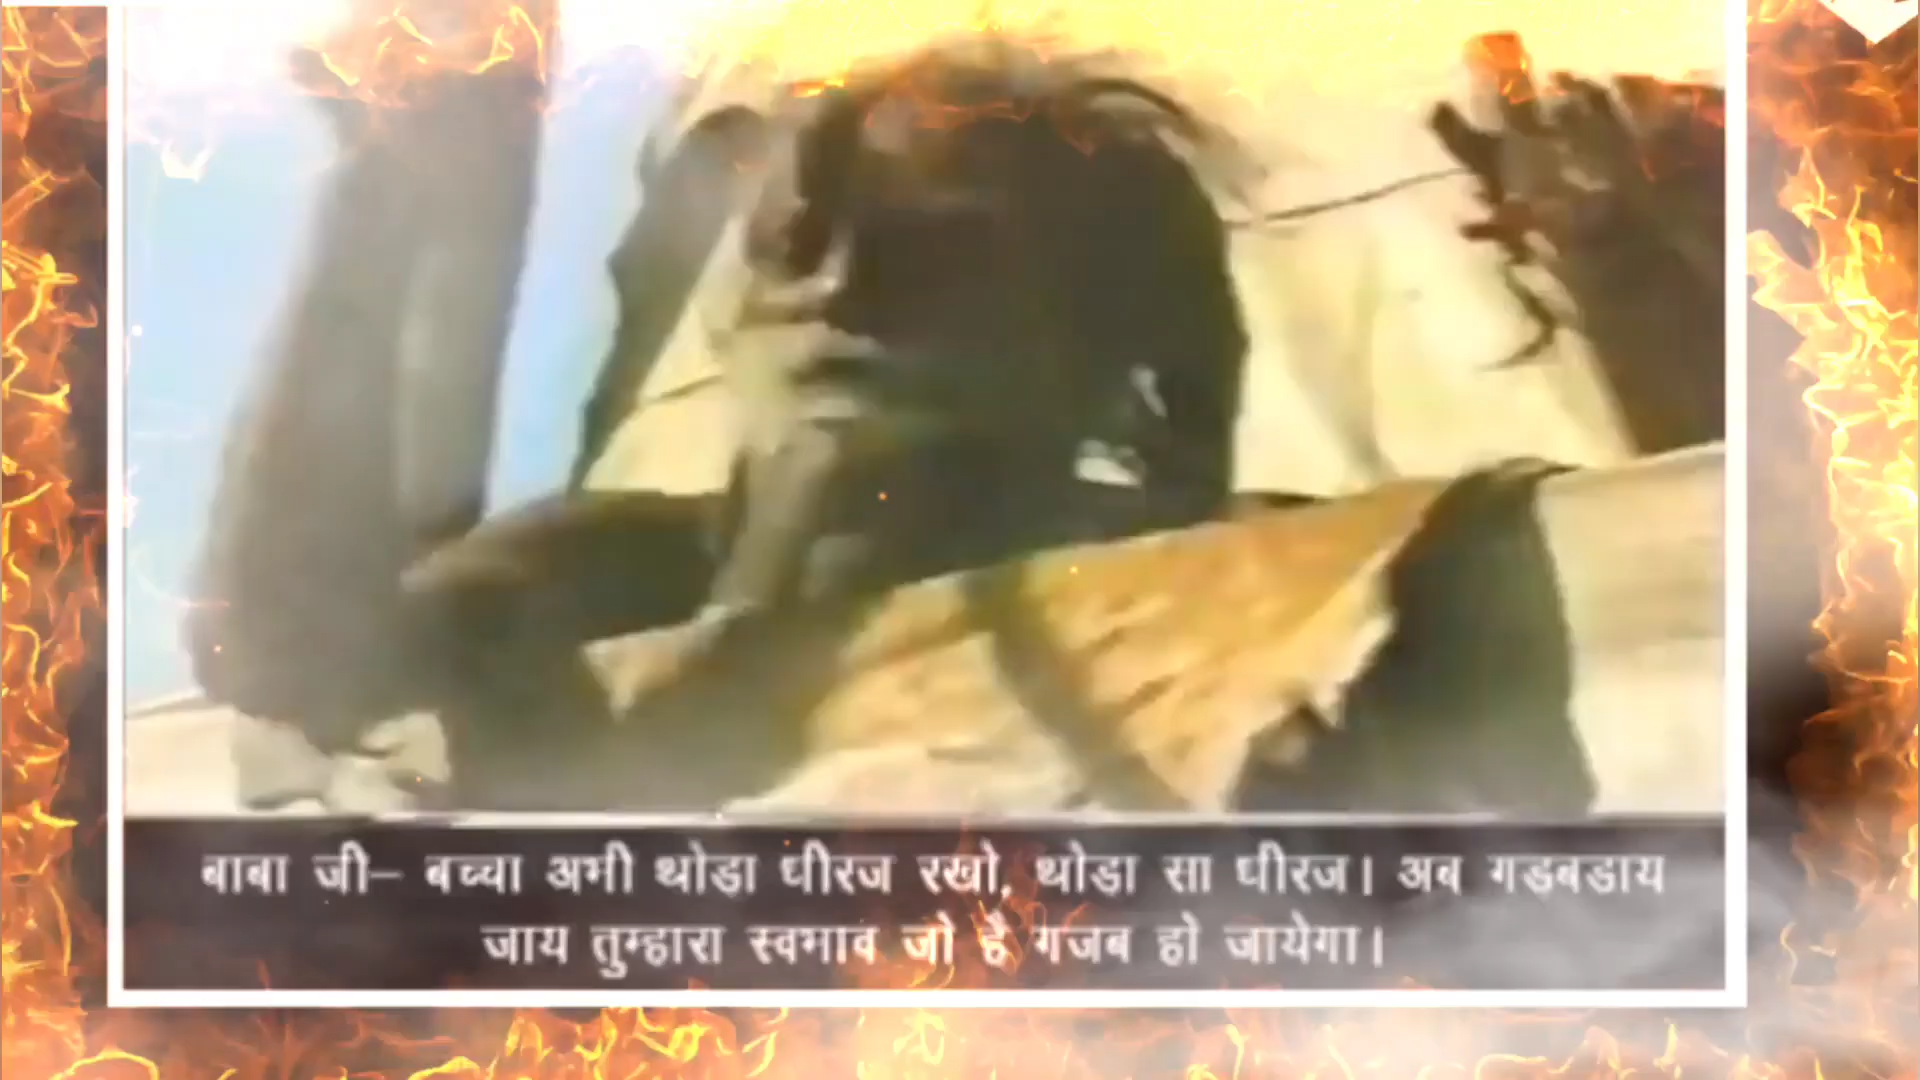 बाबा जी– बच्चा अभी थोडा धीरज रखो, थोडा सा धीरज। अब गडबडाय
जाय तुम्हारा स्वभाव जो है गजब हो जायेगा।